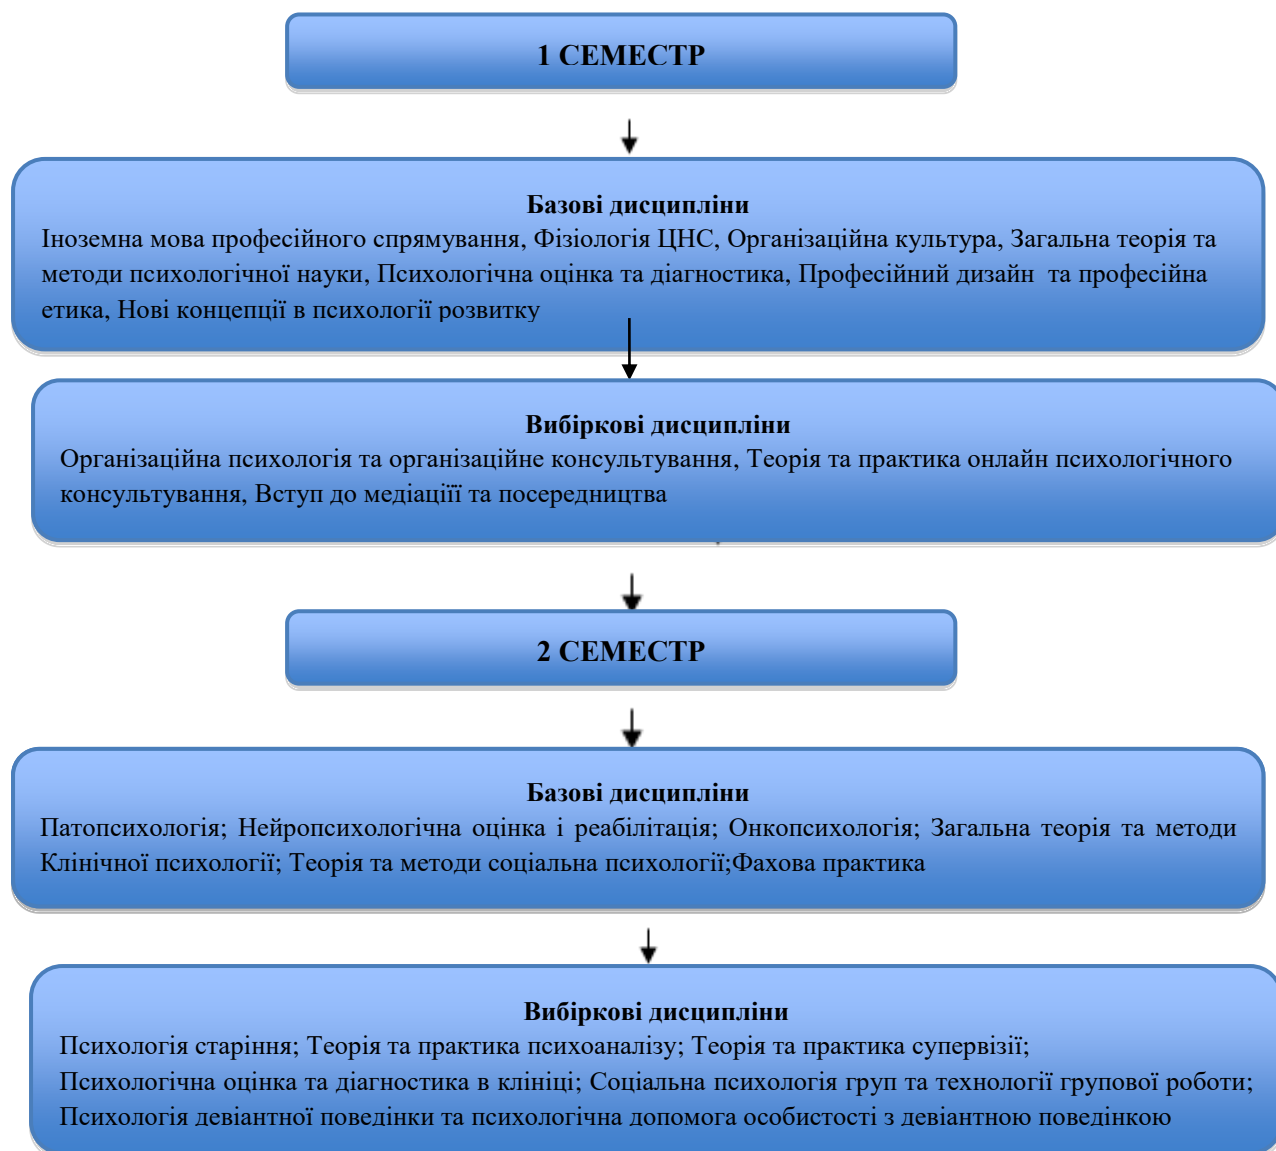 1 СЕМЕСТР
Базові дисципліни
Іноземна мова професійного спрямування, Фізіологія ЦНС, Організаційна культура, Загальна теорія та
методи психологічної науки, Психологічна оцінка та діагностика, Професійний дизайн та професійна
етика, Нові концепції в психології розвитку
Вибіркові дисципліни
Організаційна психологія та організаційне консультування, Теорія та практика онлайн психологічного
консультування, Вступ до медіаціїї та посередництва
2 СЕМЕСТР
Базові дисципліни
Патопсихологія; Нейропсихологічна оцінка і реабілітація; Онкопсихологія; Загальна теорія та методи
Клінічної психології; Теорія та методи соціальна психології;Фахова практика
Вибіркові дисципліни
Психологія старіння; Теорія та практика психоаналізу; Теорія та практика супервізії;
Психологічна оцінка та діагностика в клініці; Соціальна психологія груп та технології групової роботи;
Психологія девіантної поведінки та психологічна допомога особистості з девіантною поведінкою